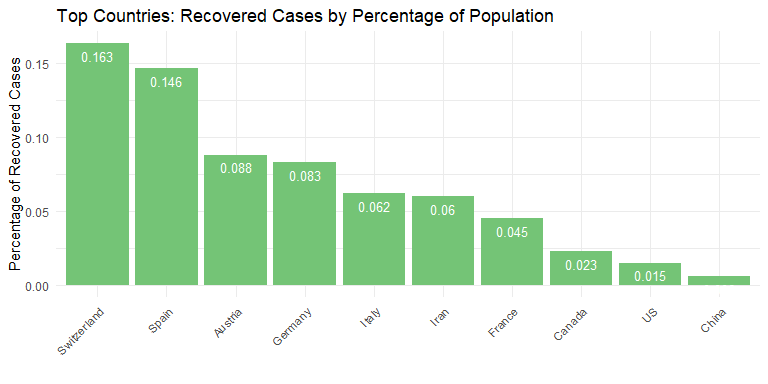 Top Countries: Recovered Cases by Percentage of Population
Percentage of Recovered Cases
0.15
0.10
0.05
0.00
0.163
0.146
0.088
0.083
0.062
0.06
0.045
0.023
0.015
Switzerland
Spain
Austria
Germany
Italy
Iran
France
Canada
US
China